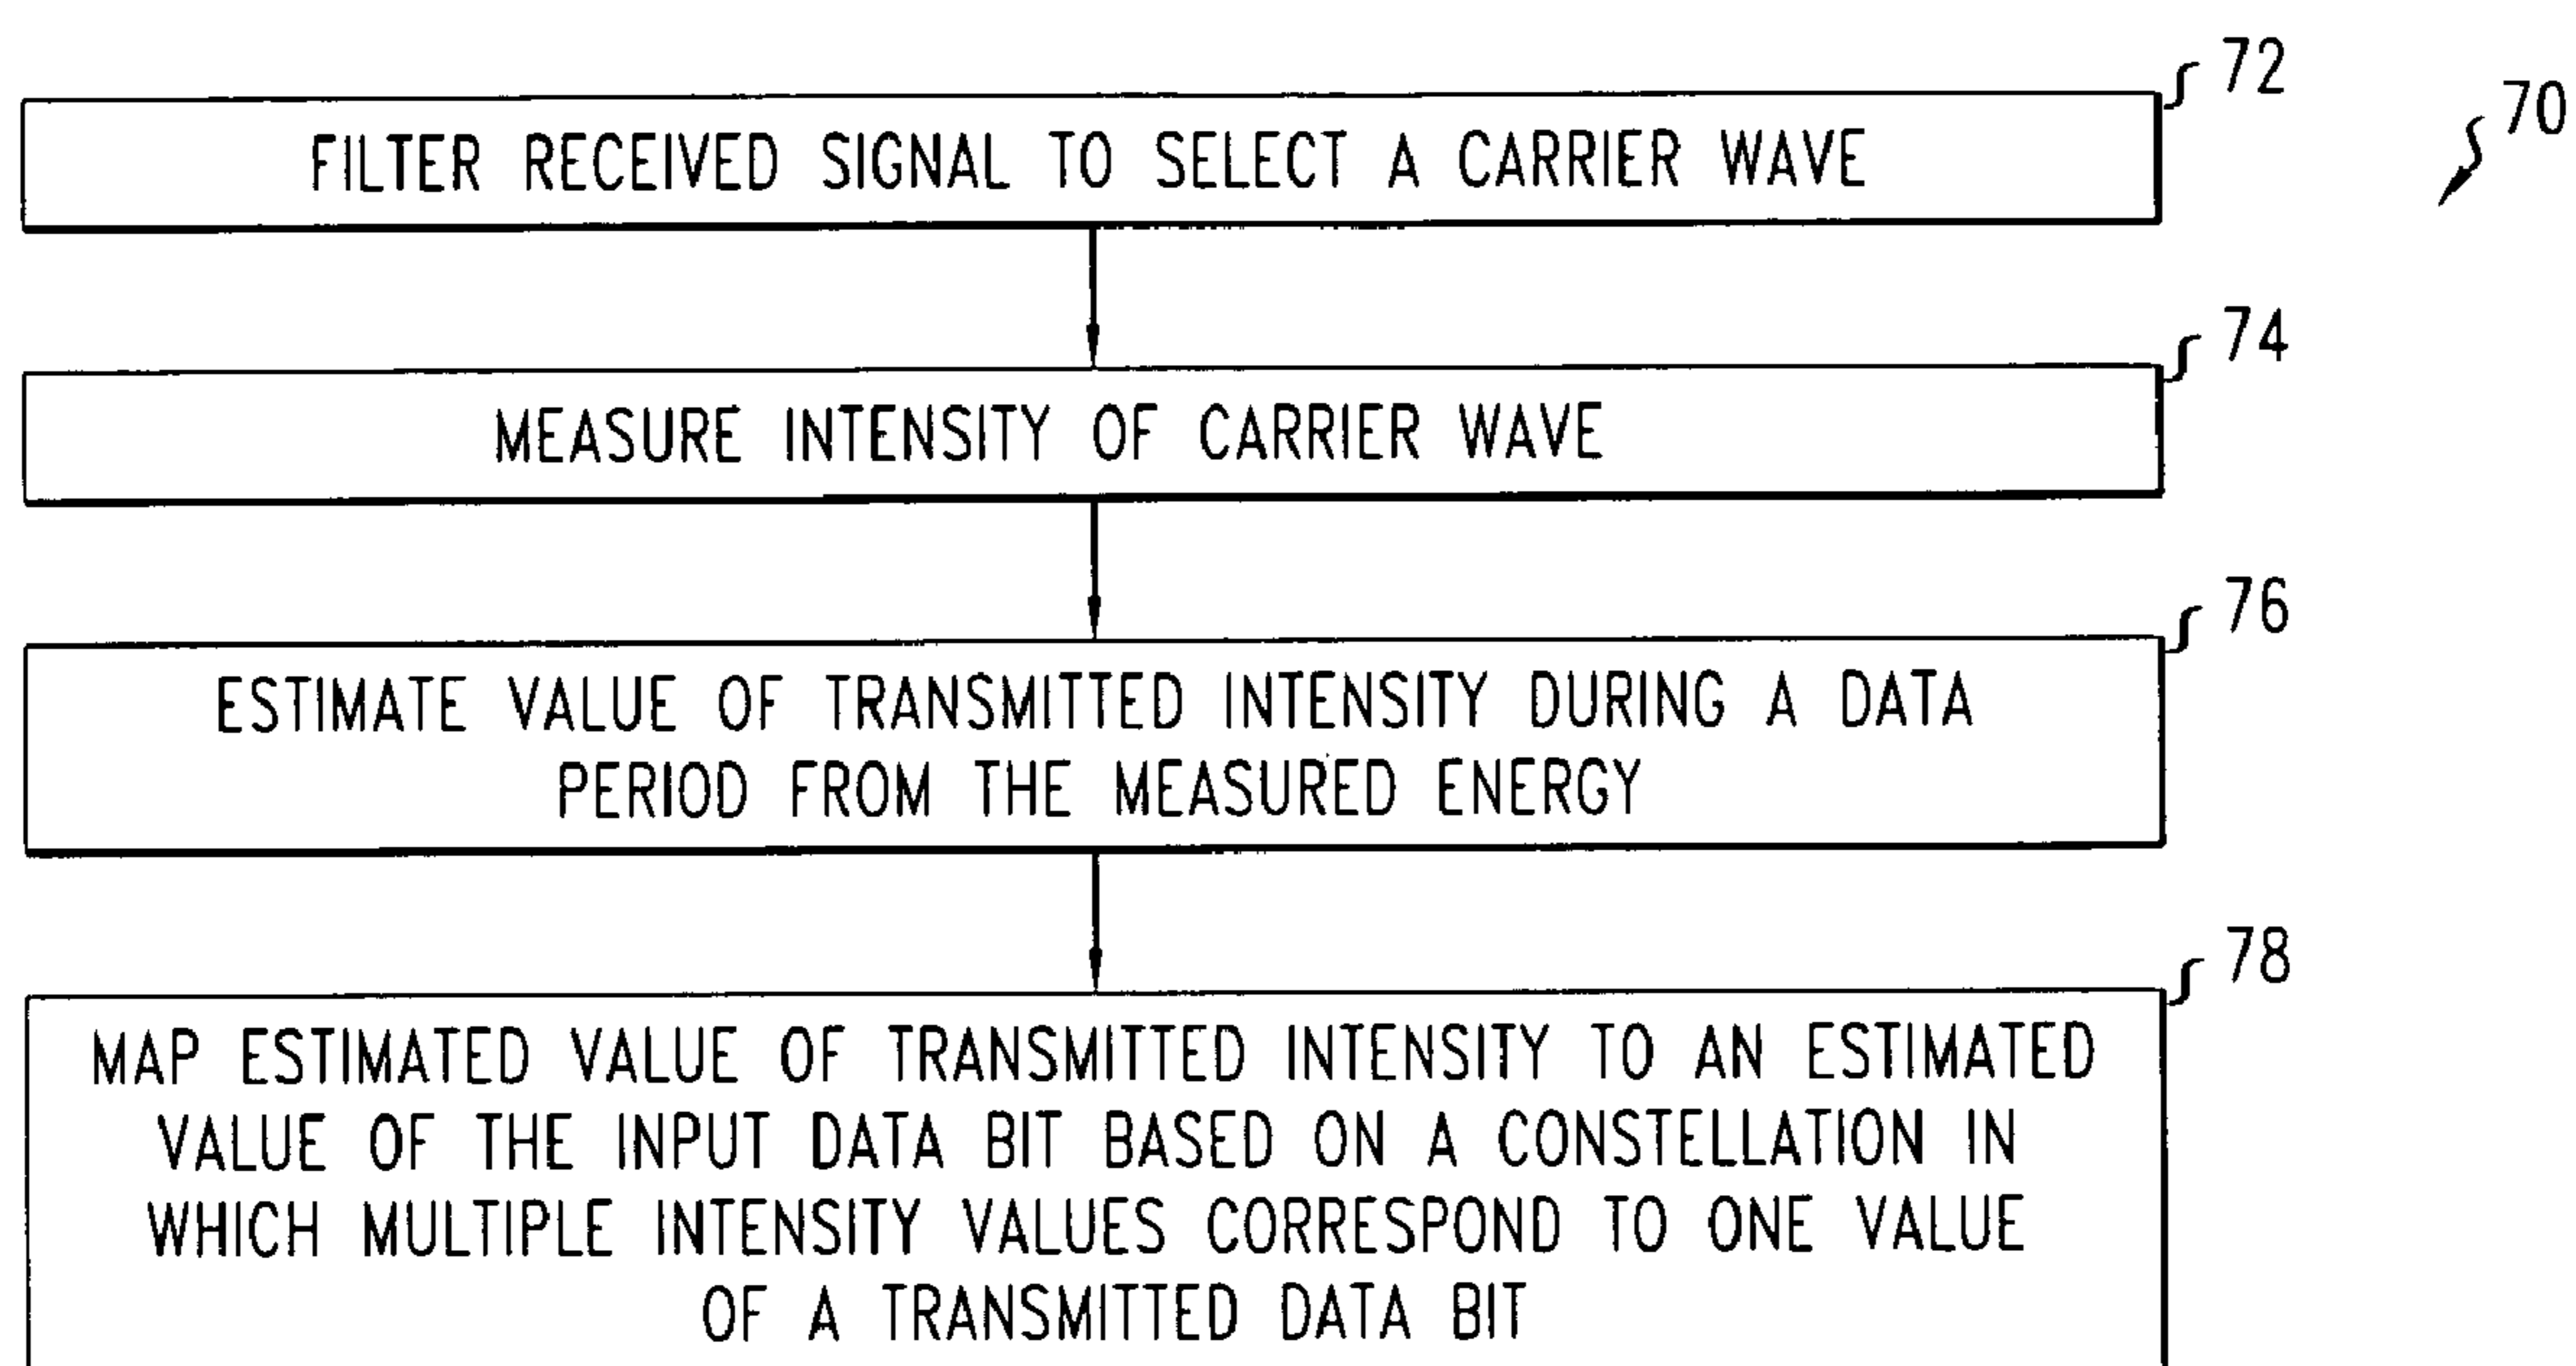 72
70
FILTER RECEIVED SIGNAL TO SELECT A CARRIER WAVE
74
MEASURE INTENSITY OF CARRIER WAVE
76
ESTIMATE VALUE OF TRANSMITTED INTENSITY DURING A DATA
PERIOD FROM THE MEASURED ENERGY
78
MAP ESTIMATED VALUE OF TRANSMITTED INTENSITY TO AN ESTIMATED
VALUE OF THE INPUT DATA BIT BASED ON A CONSTELLATION IN
WHICH MULTIPLE INTENSITY VALUES CORRESPOND TO ONE VALUE
OF A TRANSMITTED DATA BIT